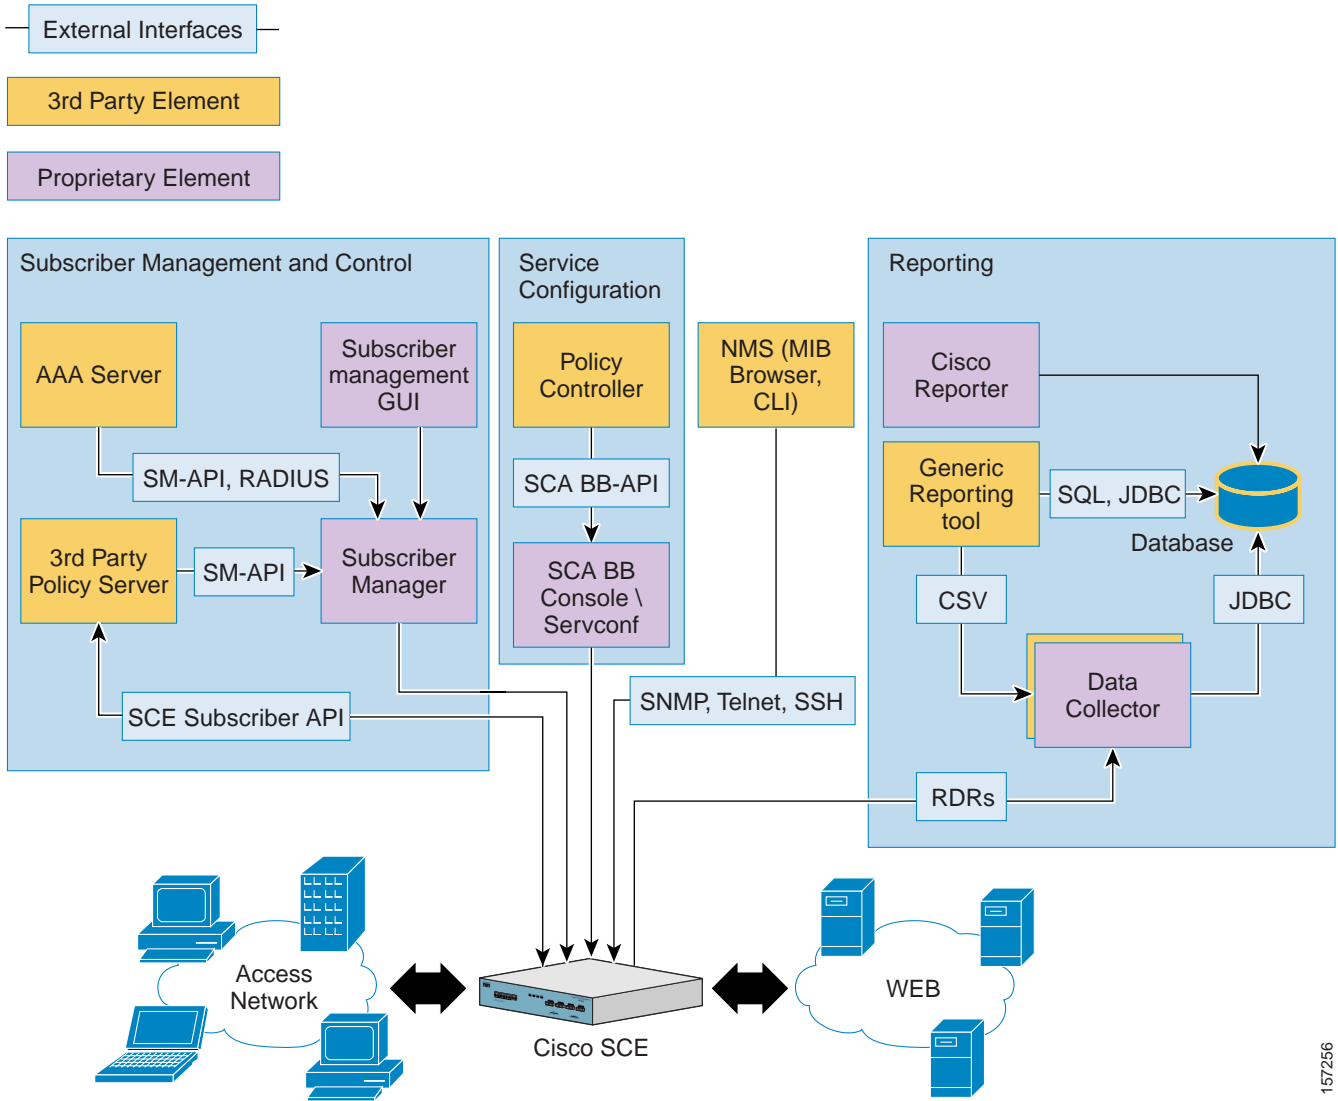 External Interfaces
3rd Party Element
Proprietary Element
Subscriber Management and Control
AAA Server
Subscriber
management
GUI
SM-API, RADIUS
3rd Party
Policy Server
SM-API
Subscriber
Manager
SCE Subscriber API
Service
Configuration
Policy
Controller
SCA BB-API
SCA BB
Console \
Servconf
NMS (MIB
Browser,
CLI)
SNMP, Telnet, SSH
Reporting
Cisco
Reporter
Generic
Reporting
tool
SQL, JDBC
Database
CSV
JDBC
Data
Collector
RDRs
Access
Network
Cisco SCE
WEB
157256